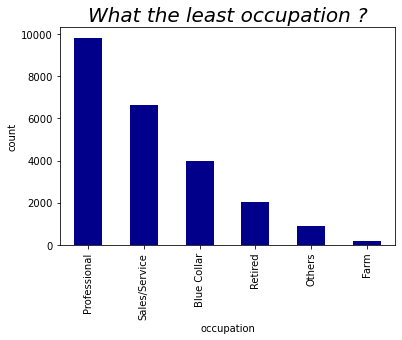 What the least occupation ?
10000
8000
6000
4000
2000
0
count
Professional
Sales/Service
Blue Collar
Retired
Others
Farm
occupation